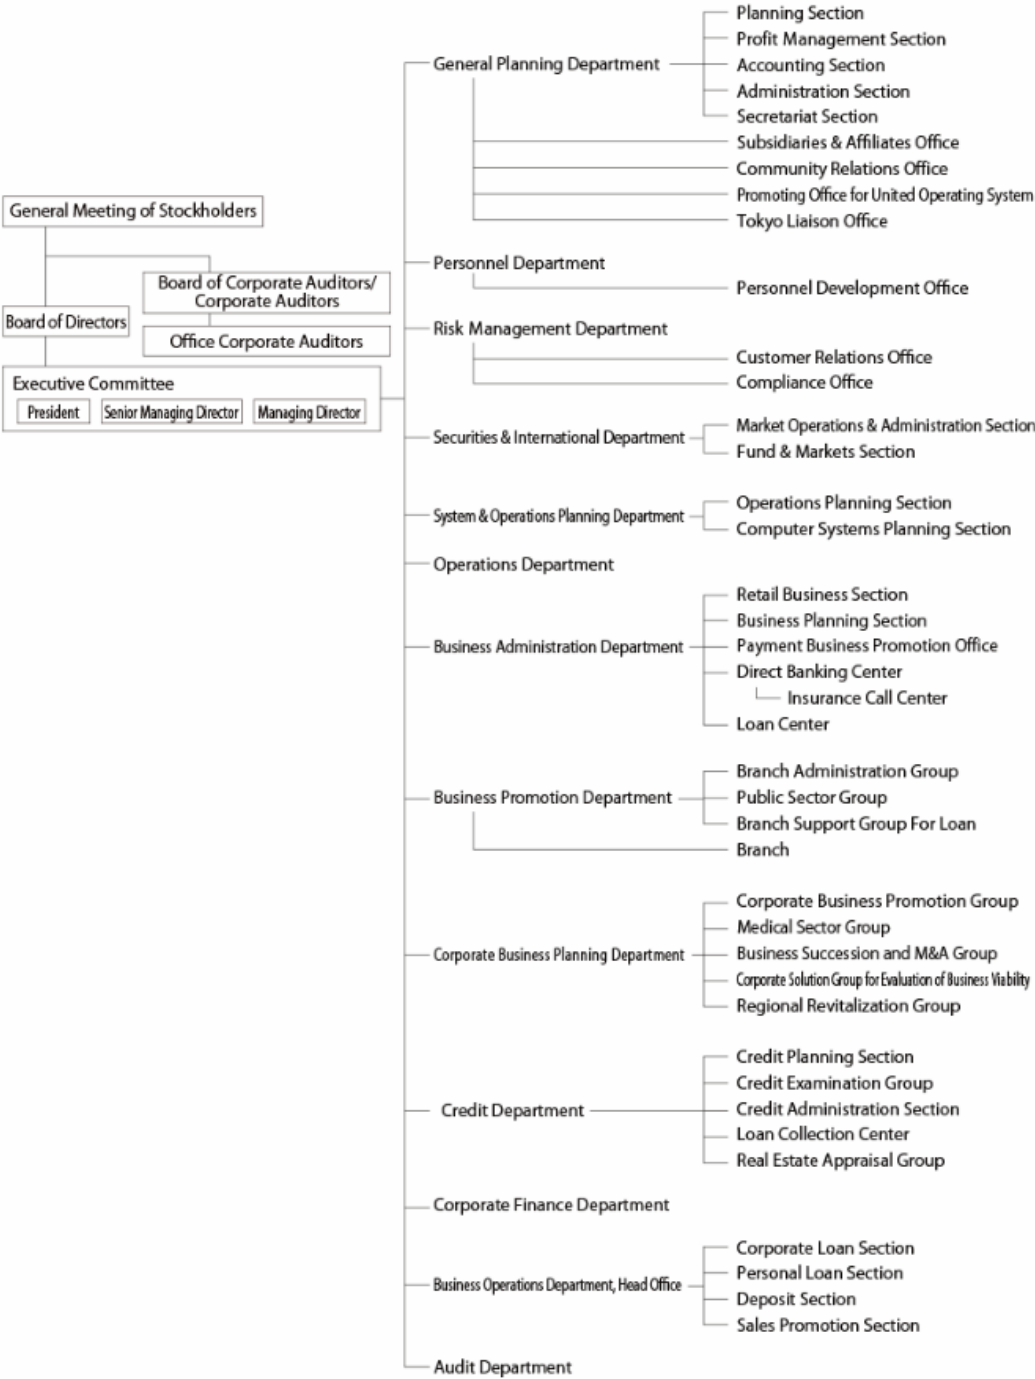 General Meeting of Stockholders
Board of Corporate Auditors/
Corporate Auditors
Board of Directors
Office Corporate Auditors
Executive Committee
President
Senior Managing Director
Managing Director
General Planning Department
Planning Section
Profit Management Section
Accounting Section
Administration Section
Secretariat Section
Subsidiaries & Affiliates Office
Community Relations Office
Promoting Office for United Operating System
Tokyo Liaison Office
Personnel Department
Personnel Development Office
Risk Management Department
Customer Relations Office
Compliance Office
Securities & International Department
Market Operations & Administration Section
Fund & Markets Section
System & Operations Planning Department
Operations Planning Section
Computer Systems Planning Section
Operations Department
Business Administration Department
Retail Business Section
Business Planning Section
Payment Business Promotion Office
Direct Banking Center
Insurance Call Center
Loan Center
Business Promotion Department
Branch Administration Group
Public Sector Group
Branch Support Group For Loan
Branch
Corporate Business Planning Department
Corporate Business Promotion Group
Medical Sector Group
Business Succession and M&A Group
Corporate Solution Group for Evaluation of Business Viability
Regional Revitalization Group
Credit Department
Credit Planning Section
Credit Examination Group
Credit Administration Section
Loan Collection Center
Real Estate Appraisal Group
Corporate Finance Department
Business Operations Department, Head Office
Corporate Loan Section
Personal Loan Section
Deposit Section
Sales Promotion Section
Audit Department